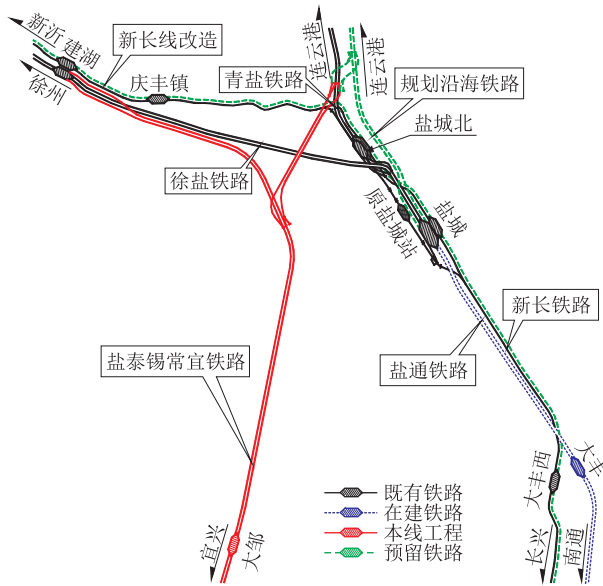 新沂
建湖
新长线改造
徐州
庆丰镇
青盐铁路
连云港
连云港
规划沿海铁路
盐城北
徐盐铁路
原盐城站
盐城
新长铁路
盐通铁路
盐泰锡常宜铁路
大丰
大丰西
宜兴
大邹
长兴
南通
既有铁路
在建铁路
本线工程
预留铁路